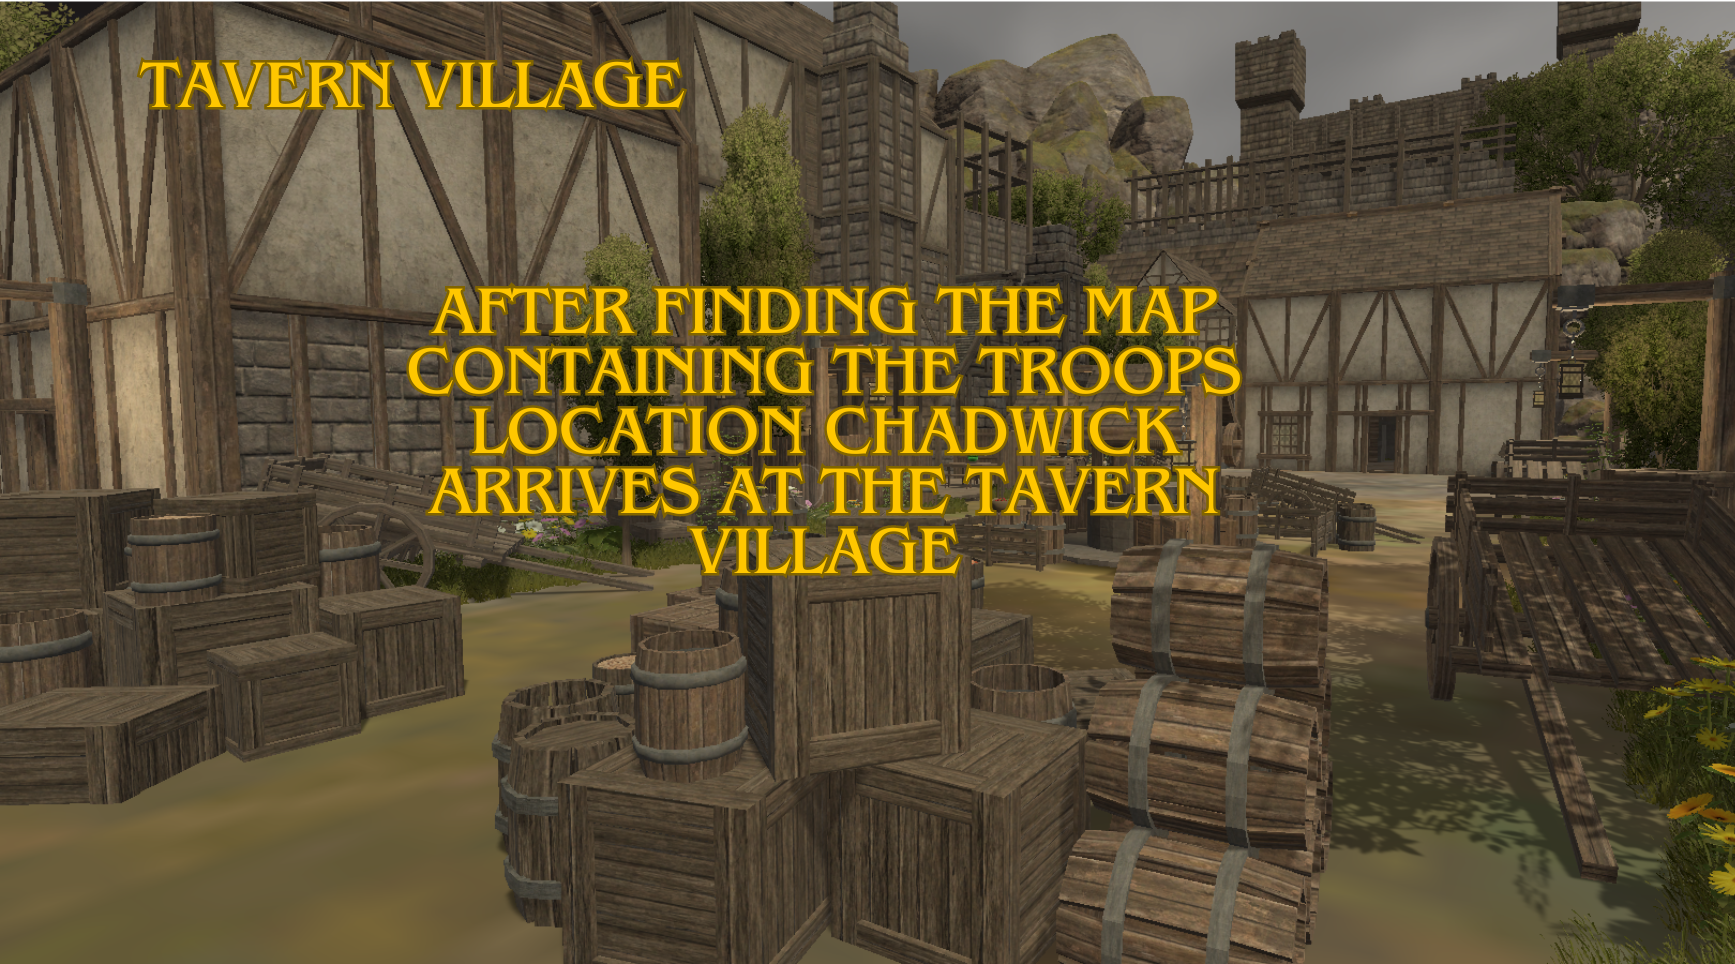 TAVERN VILLAGE
AFTER FINDING THE MAP
CONTAINING THE TROOPS
LOCATION CHADWICK
ARRIVES AT THE TAVERN
VILLAGE